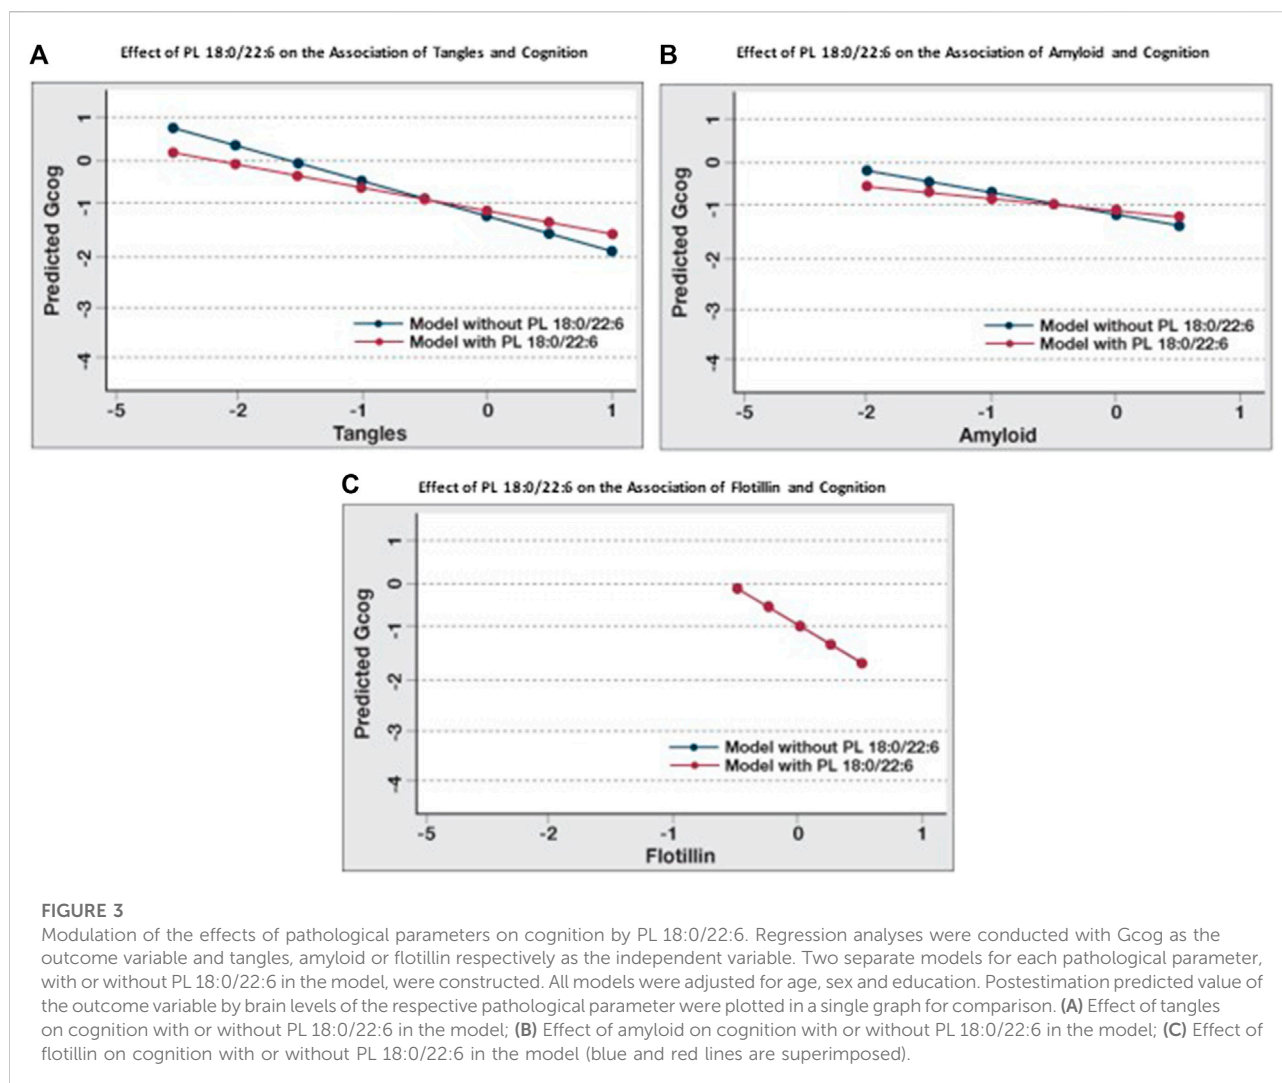 A
Effect of PL 18:0/22:6 on the Association of Tangles and Cognition
Predicted Gcog
1
0
-1
-2
-3
-4
Model without PL 18:0/22:6
Model with PL 18:0/22:6
-5 -2 -1 0 1
Tangles
B
Effect of PL 18:0/22:6 on the Association of Amyloid and Cognition
Predicted Gcog
1
0
-1
-2
-3
-4
Model without PL 18:0/22:6
Model with PL 18:0/22:6
-5 -2 -1 0 1
Amyloid
C
Effect of PL 18:0/22:6 on the Association of Flotillin and Cognition
Predicted Gcog
1
0
-1
-2
-3
-4
Model without PL 18:0/22:6
Model with PL 18:0/22:6
-5 -2 -1 0 1
Flotillin
FIGURE 3
Modulation of the effects of pathological parameters on cognition by PL 18:0/22:6. Regression analyses were conducted with Gcog as the
outcome variable and tangles, amyloid or flotillin respectively as the independent variable. Two separate models for each pathological parameter,
with or without PL 18:0/22:6 in the model, were constructed. All models were adjusted for age, sex and education. Postestimation predicted value of
the outcome variable by brain levels of the respective pathological parameter were plotted in a single graph for comparison. (A) Effect of tangles
on cognition with or without PL 18:0/22:6 in the model; (B) Effect of amyloid on cognition with or without PL 18:0/22:6 in the model; (C) Effect of
flotillin on cognition with or without PL 18:0/22:6 in the model (blue and red lines are superimposed).